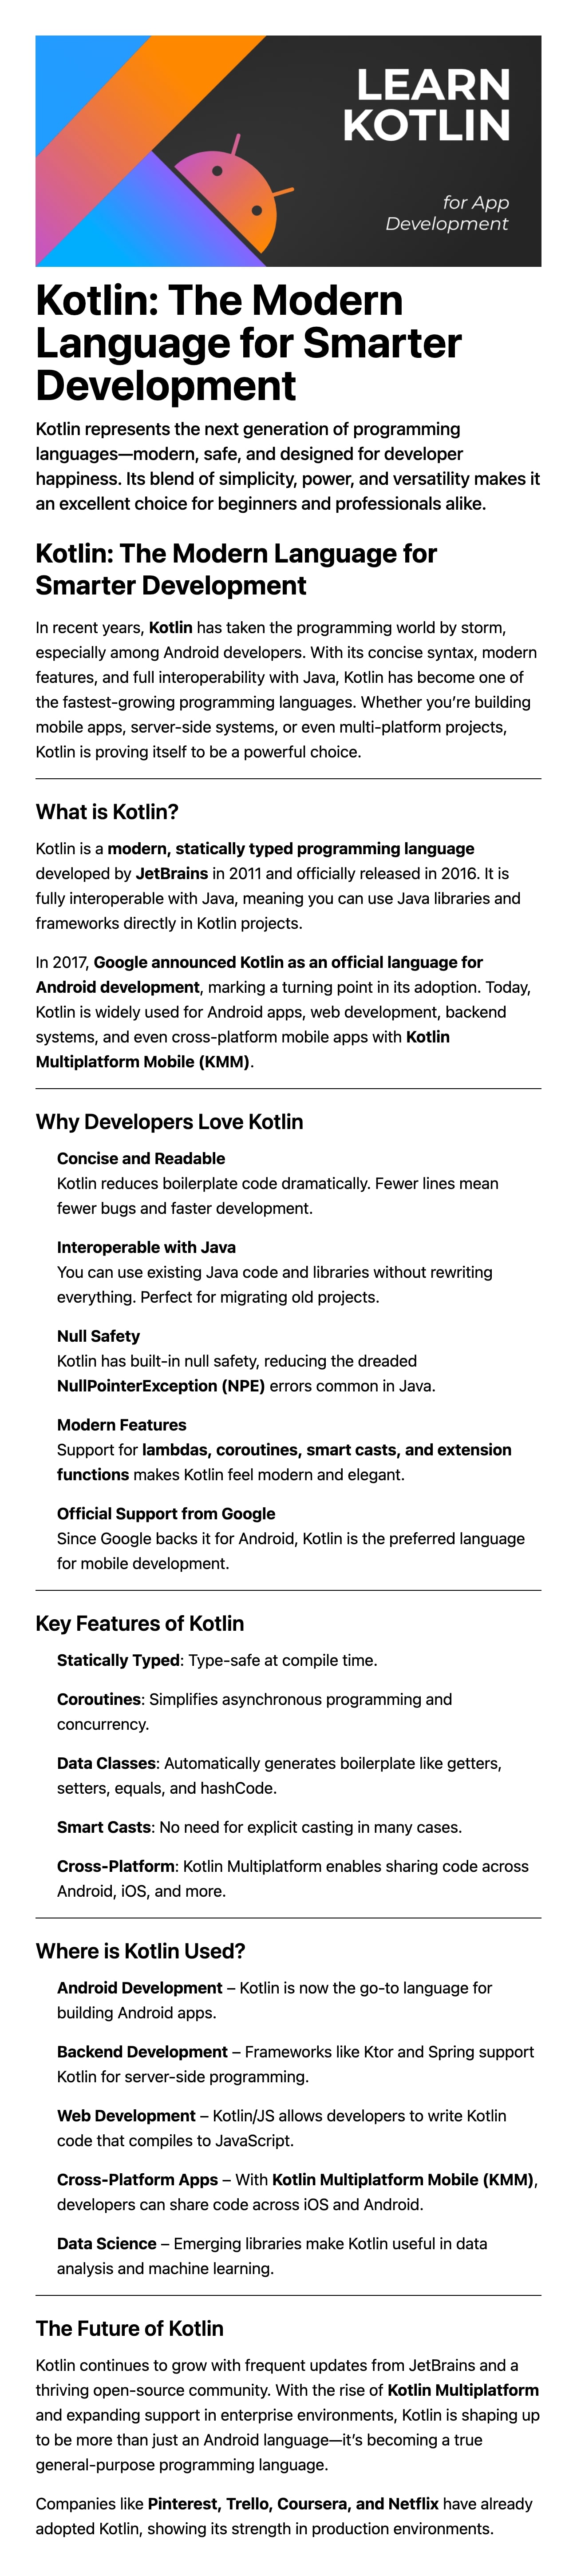 LEARN
KOTLIN
for App
Development
Kotlin: The Modern
Language for Smarter
Development
Kotlin represents the next generation of programming
languages—modern, safe, and designed for developer
happiness. Its blend of simplicity, power, and versatility makes it
an excellent choice for beginners and professionals alike.
Kotlin: The Modern Language for
Smarter Development
In recent years, Kotlin has taken the programming world by storm,
especially among Android developers. With its concise syntax, modern
features, and full interoperability with Java, Kotlin has become one of
the fastest-growing programming languages. Whether you’re building
mobile apps, server-side systems, or even multi-platform projects,
Kotlin is proving itself to be a powerful choice.
What is Kotlin?
Kotlin is a modern, statically typed programming language
developed by JetBrains in 2011 and officially released in 2016. It is
fully interoperable with Java, meaning you can use Java libraries and
frameworks directly in Kotlin projects.
In 2017, Google announced Kotlin as an official language for
Android development, marking a turning point in its adoption. Today,
Kotlin is widely used for Android apps, web development, backend
systems, and even cross-platform mobile apps with Kotlin
Multiplatform Mobile (KMM).
Why Developers Love Kotlin
Concise and Readable
Kotlin reduces boilerplate code dramatically. Fewer lines mean
fewer bugs and faster development.
Interoperable with Java
You can use existing Java code and libraries without rewriting
everything. Perfect for migrating old projects.
Null Safety
Kotlin has built-in null safety, reducing the dreaded
NullPointerException (NPE) errors common in Java.
Modern Features
Support for lambdas, coroutines, smart casts, and extension
functions makes Kotlin feel modern and elegant.
Official Support from Google
Since Google backs it for Android, Kotlin is the preferred language
for mobile development.
Key Features of Kotlin
Statically Typed: Type-safe at compile time.
Coroutines: Simplifies asynchronous programming and
concurrency.
Data Classes: Automatically generates boilerplate like getters,
setters, equals, and hashCode.
Smart Casts: No need for explicit casting in many cases.
Cross-Platform: Kotlin Multiplatform enables sharing code across
Android, iOS, and more.
Where is Kotlin Used?
Android Development – Kotlin is now the go-to language for
building Android apps.
Backend Development – Frameworks like Ktor and Spring support
Kotlin for server-side programming.
Web Development – Kotlin/JS allows developers to write Kotlin
code that compiles to JavaScript.
Cross-Platform Apps – With Kotlin Multiplatform Mobile (KMM),
developers can share code across iOS and Android.
Data Science – Emerging libraries make Kotlin useful in data
analysis and machine learning.
The Future of Kotlin
Kotlin continues to grow with frequent updates from JetBrains and a
thriving open-source community. With the rise of Kotlin Multiplatform
and expanding support in enterprise environments, Kotlin is shaping up
to be more than just an Android language—it’s becoming a true
general-purpose programming language.
Companies like Pinterest, Trello, Coursera, and Netflix have already
adopted Kotlin, showing its strength in production environments.